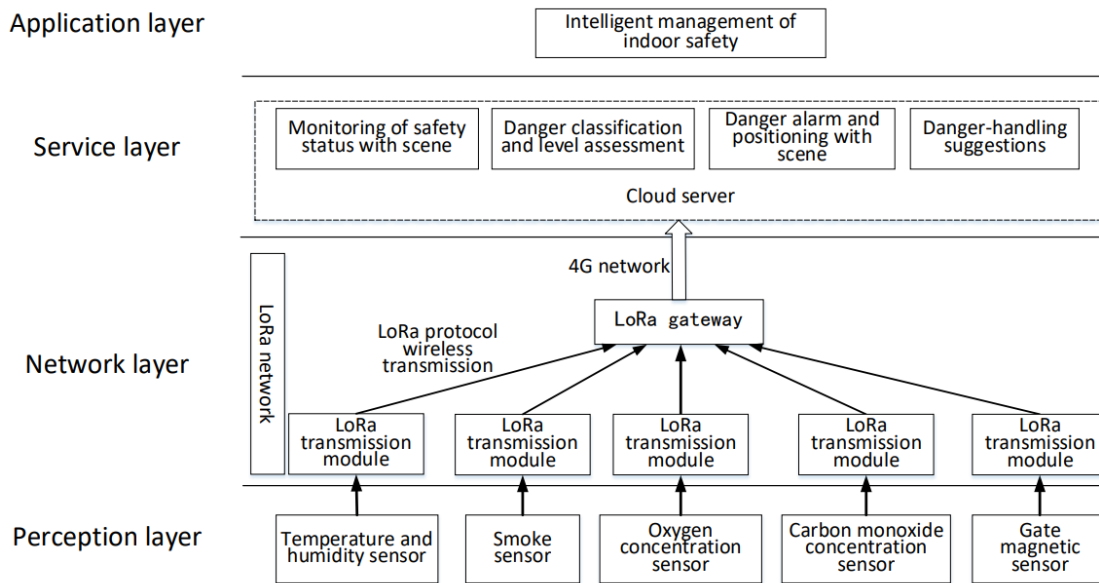 Application layer
Intelligent management of
indoor safety
Service layer
Monitoring of safety
status with scene
Danger classification
and level assessment
Danger alarm and
positioning with
scene
Danger-handling
suggestions
Cloud server
4G network
LoRa network
Network layer
LoRa protocol
wireless
transmission
LoRa gateway
LoRa
transmission
module
LoRa
transmission
module
LoRa
transmission
module
LoRa
transmission
module
LoRa
transmission
module
Perception layer
Temperature and
humidity sensor
Smoke
sensor
Oxygen
concentration
sensor
Carbon monoxide
concentration
sensor
Gate
magnetic
sensor